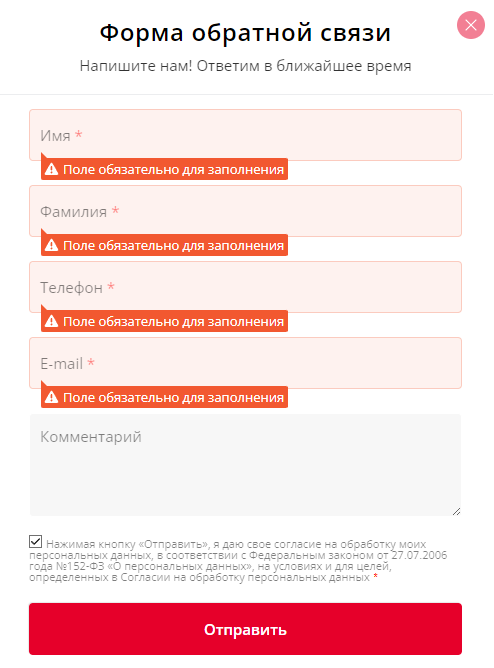 Форма обратной связи
Напишите нам! Ответим в ближайшее время
Имя *
Поле обязательно для заполнения
Фамилия *
Поле обязательно для заполнения
Телефон *
Поле обязательно для заполнения
E-mail *
Поле обязательно для заполнения
Комментарий
Нажимая кнопку «Отправить», я даю свое согласие на обработку моих
персональных данных, в соответствии с Федеральным законом от 27.07.2006
года №152-ФЗ «О персональных данных», на условиях и для целей,
определенных в Согласии на обработку персональных данных *
Отправить